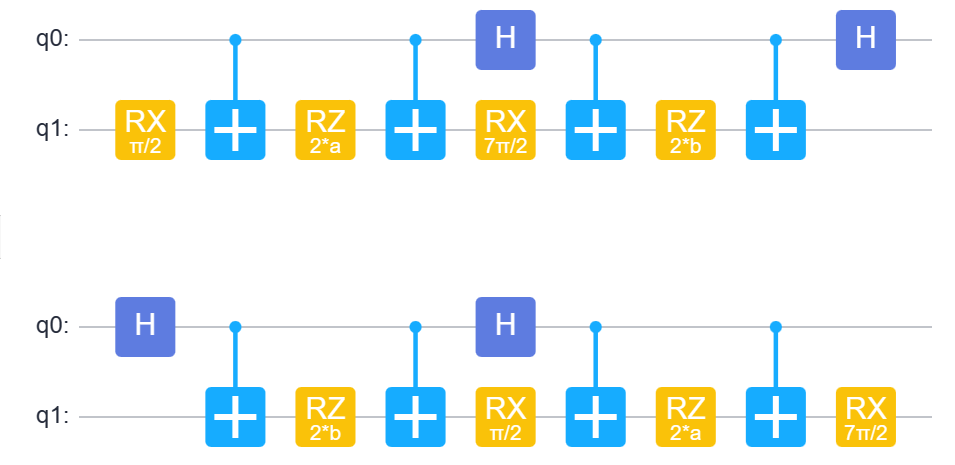 q0: H H
q1: RX π/2 RZ 2*a RX 7π/2 RZ 2*b
q0: H H
q1: RZ 2*b RX π/2 RZ 2*a RX 7π/2